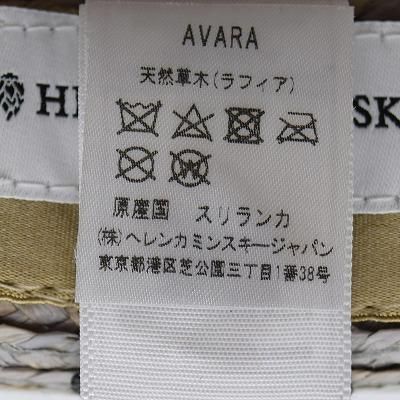 AVARA
天然草木(ラフィア)
HE SK
原産国 スリランカ
(株)ヘレンカミンスキージャパン
東京都港区芝公園三丁目1番38号